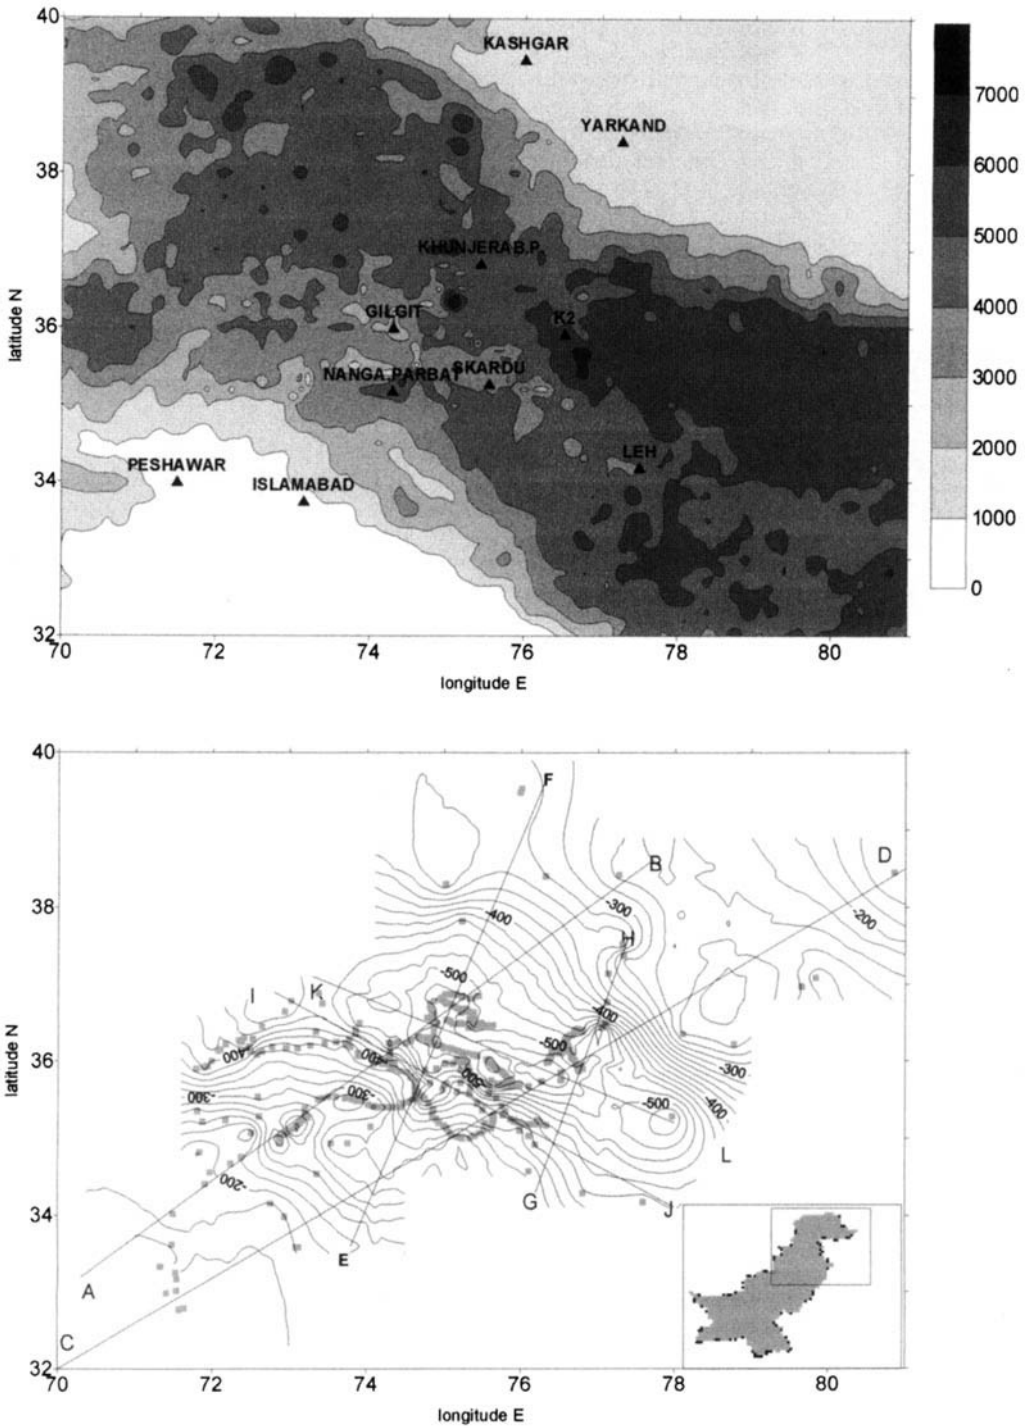 40
KASHGAR
7000
YARKAND
6000
38
5000
KHUNJERAB.P.
latitude N
GILGIT
K2
4000
36
SKARDU
NANGA.PARBAT
3000
LEH
2000
PESHAWAR
34
ISLAMABAD
1000
0
32
70
72
74
76
78
80
longitude E
40
F
B
D
38
-400
-300
-200
H
-500
I
K
-400
latitude N
-400
-400
-500
36
-300
-300
-500
-300
-500
-400
-200
L
G
J
34
E
A
C
32
70
72
74
76
78
80
longitude E